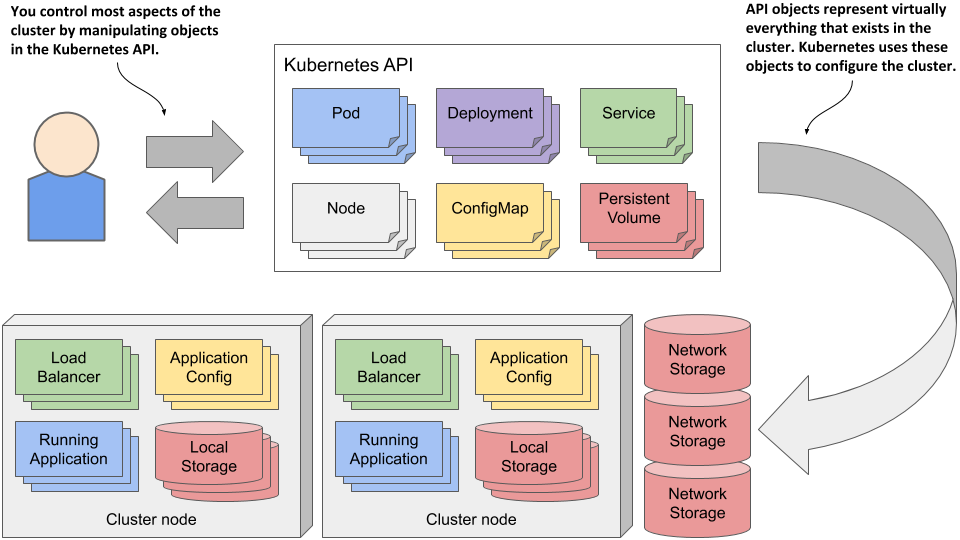 You control most aspects of the
cluster by manipulating objects
in the Kubernetes API.
API objects represent virtually
everything that exists in the
cluster. Kubernetes uses these
objects to configure the cluster.
Kubernetes API
Pod
Deployment
Service
Node
ConfigMap
Persistent
Volume
Load
Balancer
Application
Config
Running
Application
Local
Storage
Cluster node
Load
Balancer
Application
Config
Running
Application
Local
Storage
Cluster node
Network
Storage
Network
Storage
Network
Storage